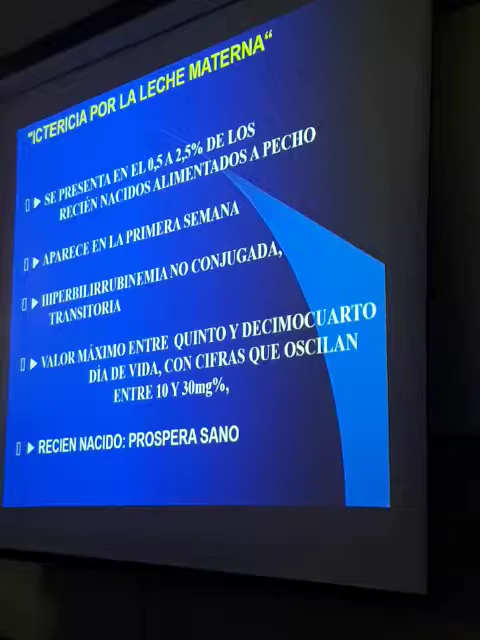 "ICTERICIA POR LA LECHE MATERNA“
▶ SE PRESENTA EN EL 0,5 A 2,5% DE LOS
RECIÉN NACIDOS ALIMENTADOS A PECHO
▶ APARECE EN LA PRIMERA SEMANA
▶ HIPERBILIRRUBINEMIA NO CONJUGADA,
TRANSITORIA
▶ VALOR MÁXIMO ENTRE QUINTO Y DECIMOCUARTO
DÍA DE VIDA, CON CIFRAS QUE OSCILAN
ENTRE 10 Y 30mg%,
▶ RECIEN NACIDO: PROSPERA SANO